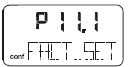 P11,1
conf FACT..SET